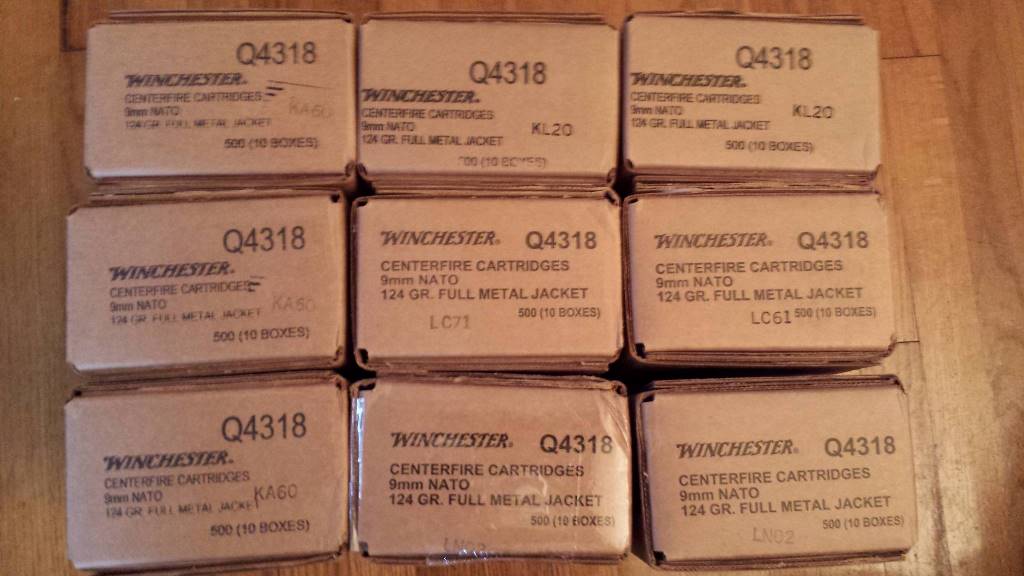 Q4318
WINCHESTER®
CENTERFIRE CARTRIDGES
KA60
9mm NATO
124 GR. FULL METAL JACKET
500 (10 BOXES)
Q4318
WINCHESTER®
CENTERFIRE CARTRIDGES
9mm NATO
KL20
124 GR. FULL METAL JACKET
500 (10 BOXES)
Q4318
WINCHESTER®
CENTERFIRE CARTRIDGES
9mm NATO KL20
124 GR. FULL METAL JACKET
500 (10 BOXES)
Q4318
WINCHESTER®
CENTERFIRE CARTRIDGES
9mm NATO KA60
124 GR. FULL METAL JACKET
500 (10 BOXES)
WINCHESTER® Q4318
CENTERFIRE CARTRIDGES
9mm NATO
124 GR. FULL METAL JACKET
500 (10 BOXES)
LC71
WINCHESTER® Q4318
CENTERFIRE CARTRIDGES
9mm NATO
124 GR. FULL METAL JACKET
LC61 500 (10 BOXES)
Q4318
WINCHESTER®
CENTERFIRE CARTRIDGES
9mm NATO KA60
124 GR. FULL METAL JACKET
500 (10 BOXES)
WINCHESTER® Q4318
CENTERFIRE CARTRIDGES
9mm NATO
124 GR. FULL METAL JACKET
500 (10 BOXES)
WINCHESTER® Q4318
CENTERFIRE CARTRIDGES
9mm NATO
124 GR. FULL METAL JACKET
500 (10 BOXES)
LN02